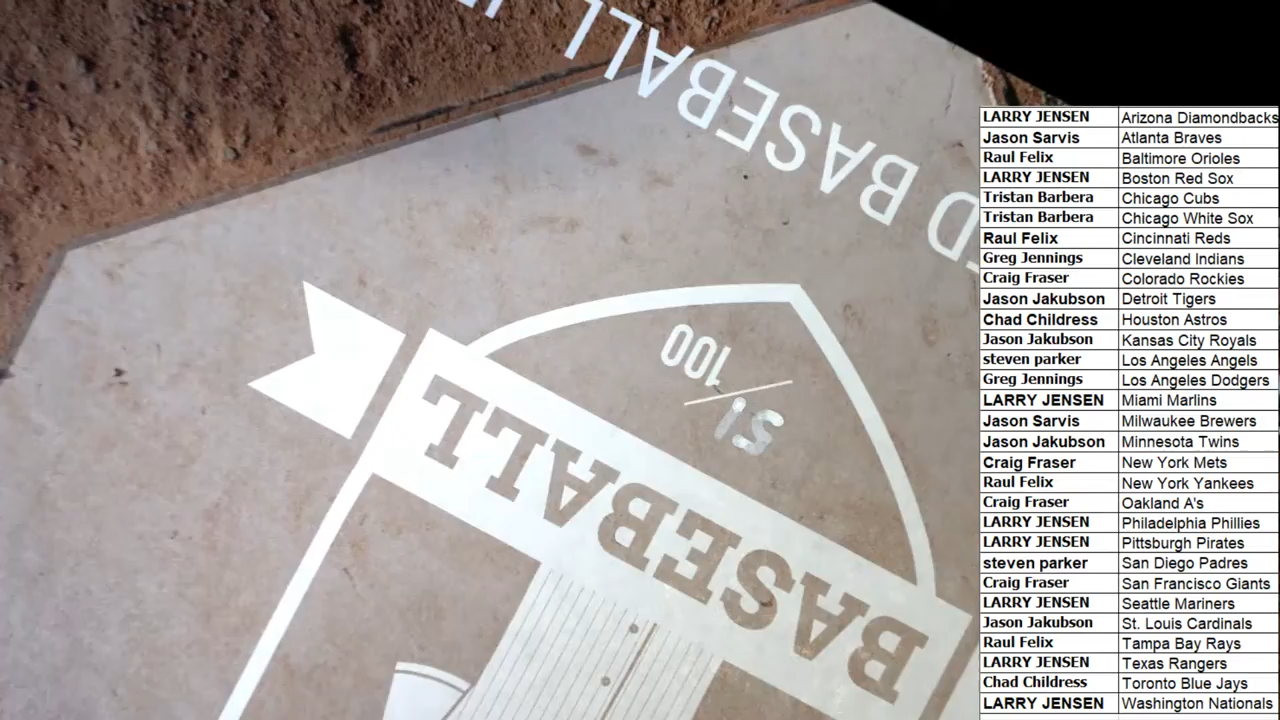 BASEBALL
51/100
BASEBALL
LARRY JENSEN Arizona Diamondbacks
Jason Sarvis Atlanta Braves
Raul Felix Baltimore Orioles
LARRY JENSEN Boston Red Sox
Tristan Barbera Chicago Cubs
Tristan Barbera Chicago White Sox
Raul Felix Cincinnati Reds
Greg Jennings Cleveland Indians
Craig Fraser Colorado Rockies
Jason Jakubson Detroit Tigers
Chad Childress Houston Astros
Jason Jakubson Kansas City Royals
steven parker Los Angeles Angels
Greg Jennings Los Angeles Dodgers
LARRY JENSEN Miami Marlins
Jason Sarvis Milwaukee Brewers
Jason Jakubson Minnesota Twins
Craig Fraser New York Mets
Raul Felix New York Yankees
Craig Fraser Oakland A's
LARRY JENSEN Philadelphia Phillies
LARRY JENSEN Pittsburgh Pirates
steven parker San Diego Padres
Craig Fraser San Francisco Giants
LARRY JENSEN Seattle Mariners
Jason Jakubson St. Louis Cardinals
Raul Felix Tampa Bay Rays
LARRY JENSEN Texas Rangers
Chad Childress Toronto Blue Jays
LARRY JENSEN Washington Nationals